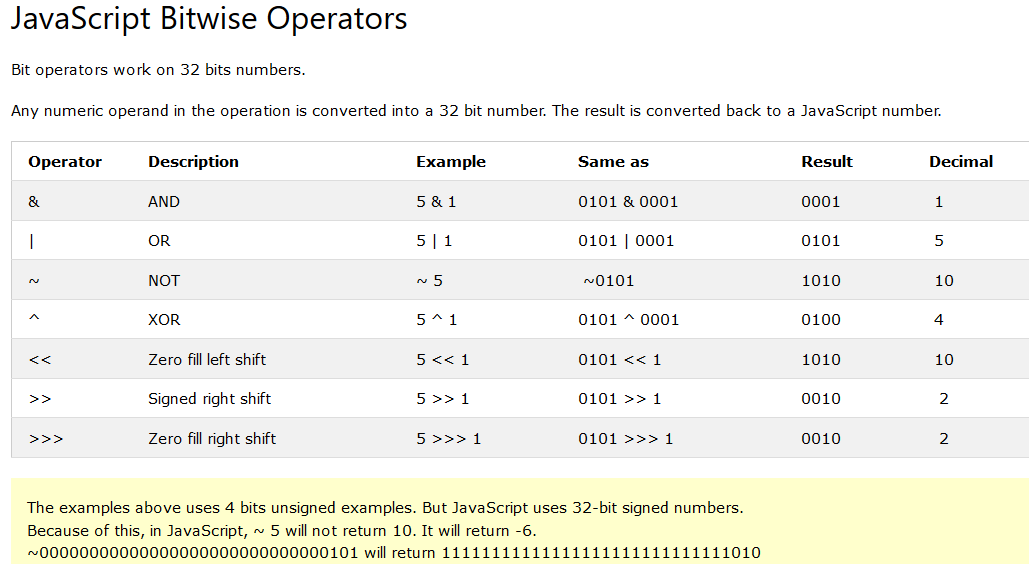 JavaScript Bitwise Operators
Bit operators work on 32 bits numbers.
Any numeric operand in the operation is converted into a 32 bit number. The result is converted back to a JavaScript number.
Operator Description Example Same as Result Decimal
& AND 5 & 1 0101 & 0001 0001 1
| OR 5 | 1 0101 | 0001 0101 5
~ NOT ~ 5 ~0101 1010 10
^ XOR 5 ^ 1 0101 ^ 0001 0100 4
<< Zero fill left shift 5 << 1 0101 << 1 1010 10
>> Signed right shift 5 >> 1 0101 >> 1 0010 2
>>> Zero fill right shift 5 >>> 1 0101 >>> 1 0010 2
The examples above uses 4 bits unsigned examples. But JavaScript uses 32-bit signed numbers.
Because of this, in JavaScript, ~ 5 will not return 10. It will return -6.
~00000000000000000000000000000101 will return 11111111111111111111111111111010